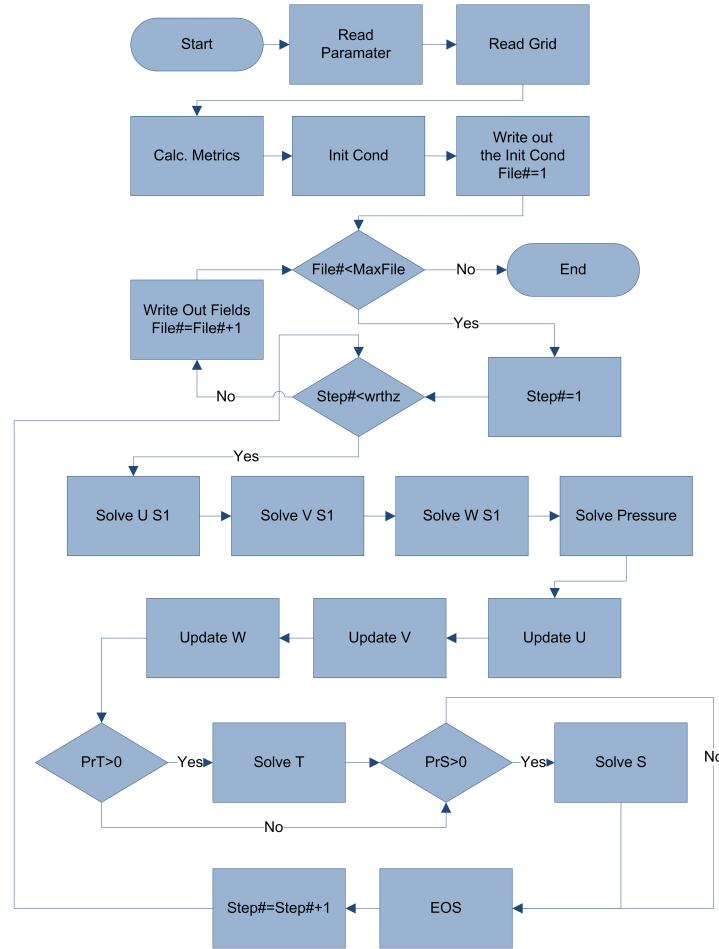 Start
Read
Paramater
Read Grid
Calc. Metrics
Init Cond
Write out
the Init Cond
File#=1
File#<MaxFile
No
End
Write Out Fields
File#=File#+1
Yes
Step#<wrthz
Step#=1
No
Yes
Solve U S1
Solve V S1
Solve W S1
Solve Pressure
Update W
Update V
Update U
PrT>0
Yes
Solve T
PrS>0
Yes
Solve S
No
No
Step#=Step#+1
EOS